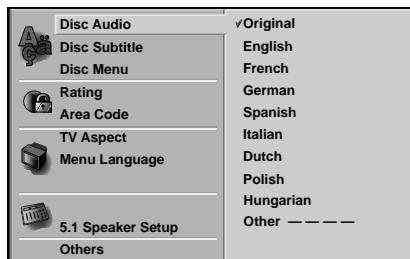 Disc Audio
Disc Subtitle
Disc Menu
Rating
Area Code
TV Aspect
Menu Language
5.1 Speaker Setup
Others
✓Original
English
French
German
Spanish
Italian
Dutch
Polish
Hungarian
Other — — — —